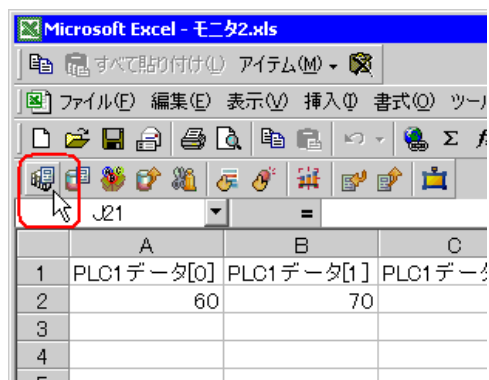 Microsoft Excel - モニタ2.xls
すべて貼り付け(L) アイテム(M)
ファイル(F) 編集(E) 表示(V) 挿入(I) 書式(O) ツー
Σ
J21 =
A B C
1 PLC1データ[0] PLC1データ[1] PLC1デー
2 60 70
3
4